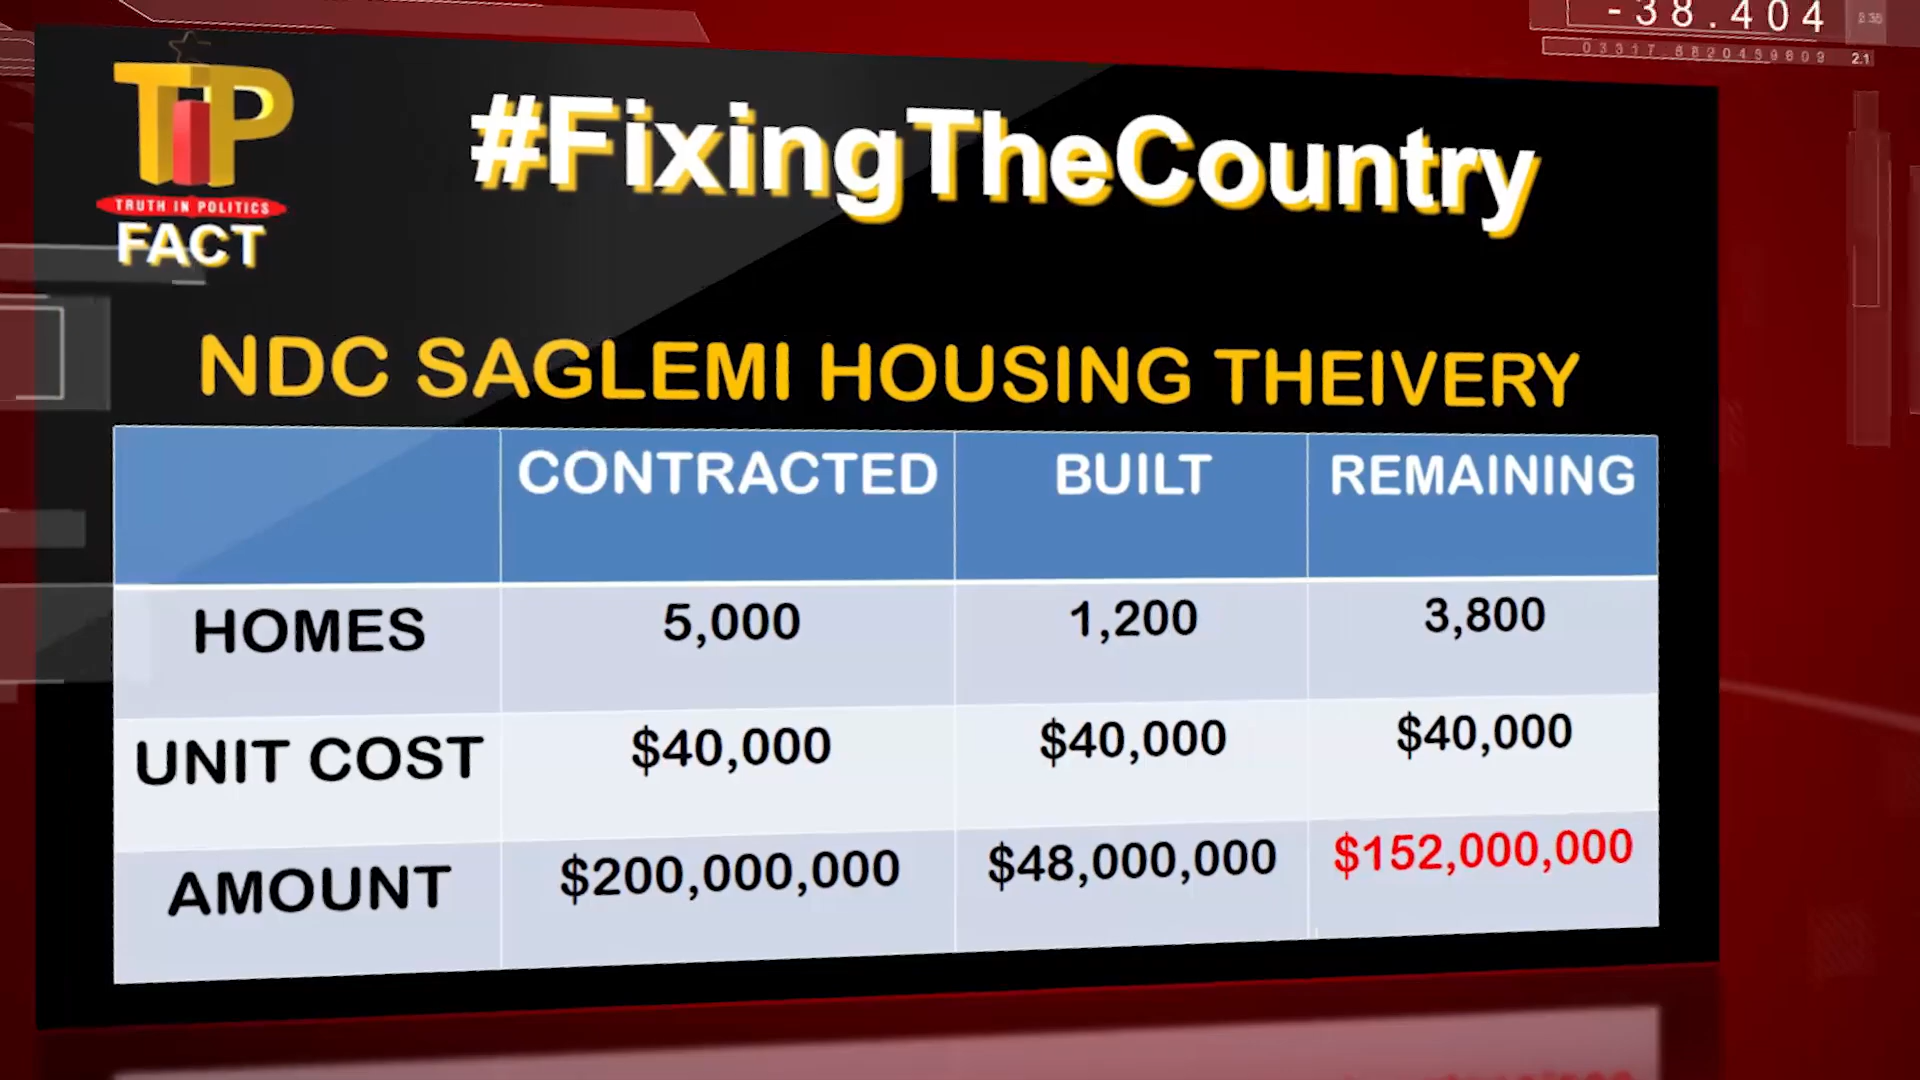 -38.404
2.1
TiP
TRUTH IN POLITICS
FACT
#FixingTheCountry
NDC SAGLEMI HOUSING THEIVERY
CONTRACTED BUILT REMAINING
HOMES 5,000 1,200 3,800
UNIT COST $40,000 $40,000 $40,000
AMOUNT $200,000,000 $48,000,000 $152,000,000